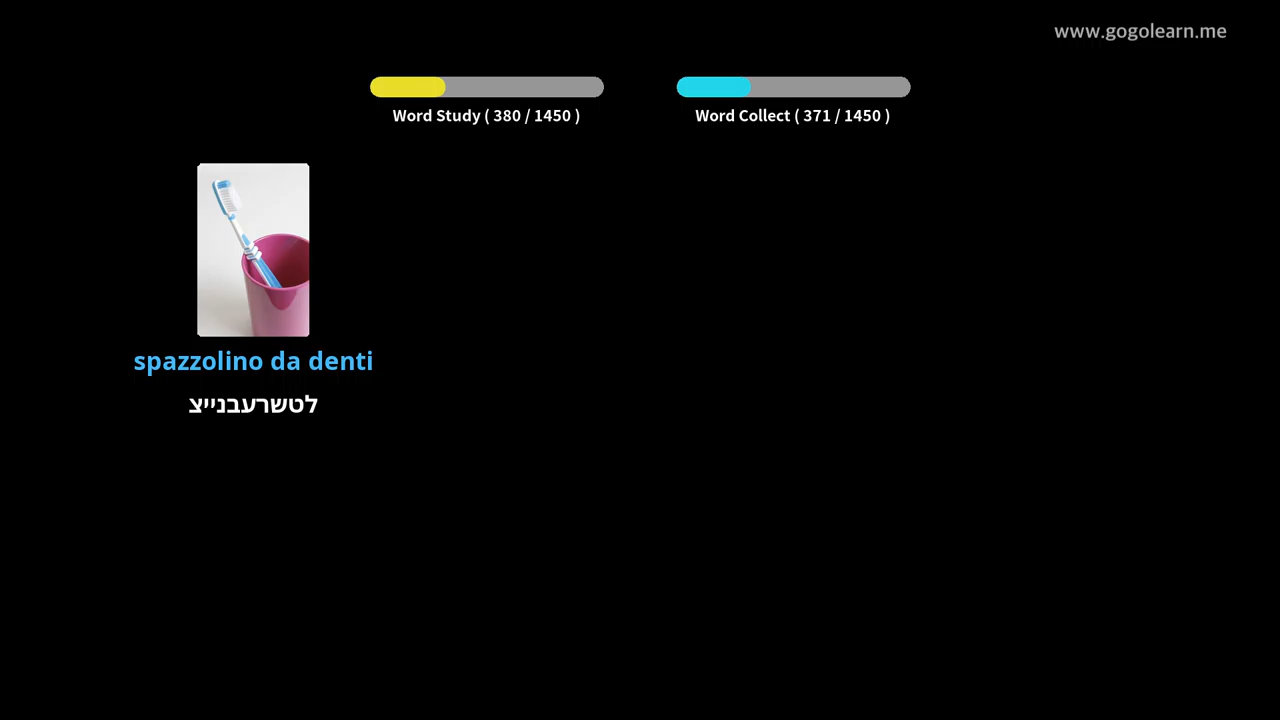 www.gogolearn.me
Word Study ( 380 / 1450 )
Word Collect ( 371 / 1450 )
spazzolino da denti
לטשרעבנייצ